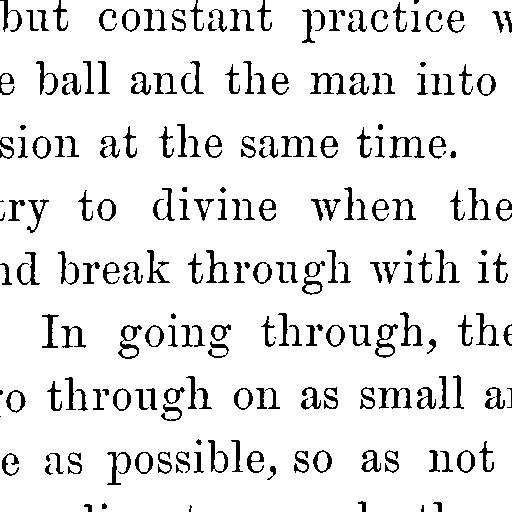 but constant practice
ball and the man into
sion at the same time.
try to divine when the
nd break through with it
In going through, the
go through on as small
e as possible, so as not